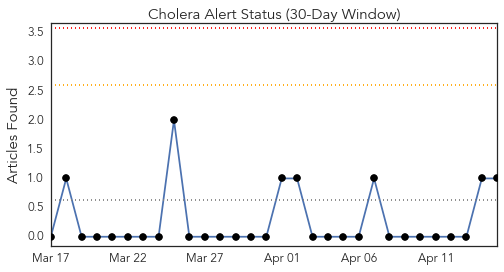 Cholera Alert Status (30-Day Window)
Articles Found
3.5
3.0
2.5
2.0
1.5
1.0
0.5
0.0
Mar 17 Mar 22 Mar 27 Apr 01 Apr 06 Apr 11